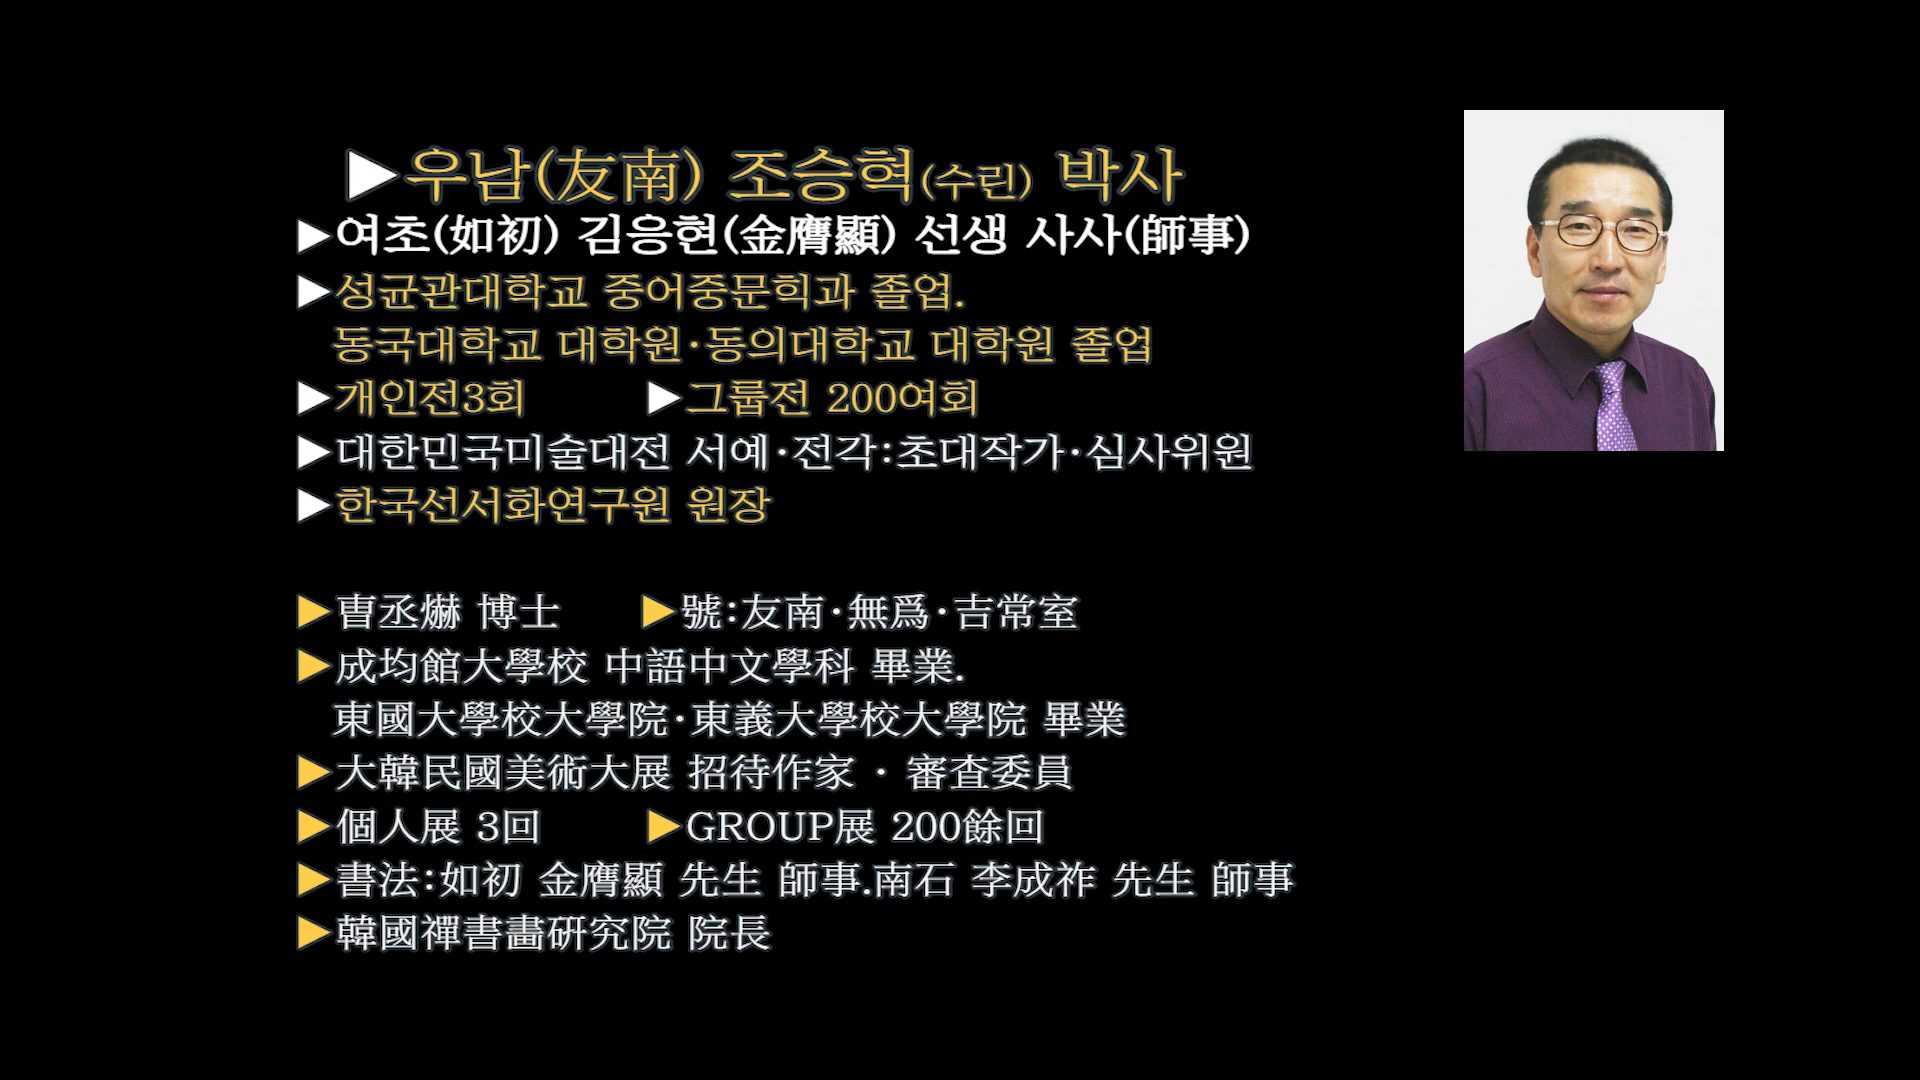 ▶우남(友南) 조승혁(수린) 박사
▶여초(如初) 김응현(金膺顯) 선생 사사(師事)
▶성균관대학교 중어중문힉과 졸업.
동국대학교 대학원·동의대학교 대학원 졸업
▶개인전3회 ▶그룹전 200여회
▶대한민국미술대전 서예·전각:초대작가·심사위원
▶한국선서화연구원 원장
▶曺丞爀 博士 ▶號:友南·無爲·吉常室
▶成均館大學校 中語中文學科 畢業.
東國大學校大學院·東義大學校大學院 畢業
▶大韓民國美術大展 招待作家 · 審査委員
▶個人展 3回 ▶GROUP展 200餘回
▶書法:如初 金膺顯 先生 師事.南石 李成祚 先生 師事
▶韓國禪書畵硏究院 院長